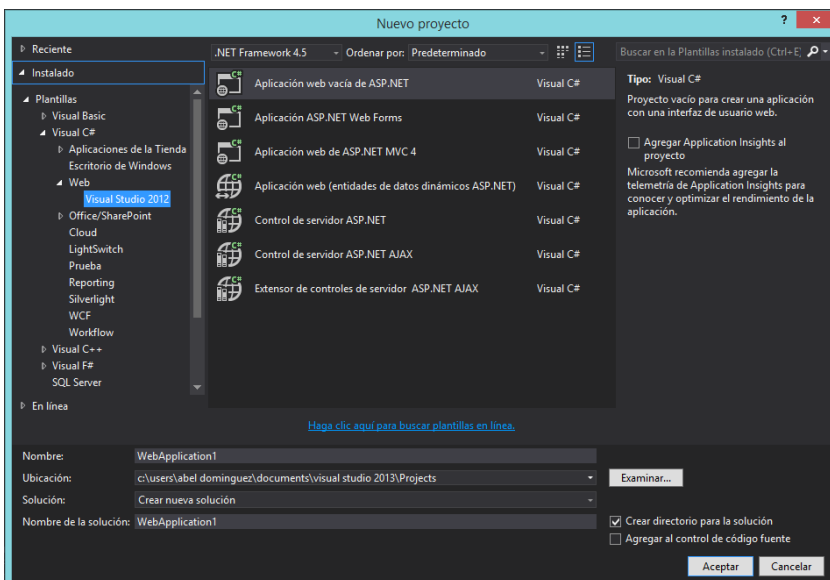 Nuevo proyecto
?
Reciente
Instalado
Plantillas
Visual Basic
Visual C#
Aplicaciones de la Tienda
Escritorio de Windows
Web
Visual Studio 2012
Office/SharePoint
Cloud
LightSwitch
Prueba
Reporting
Silverlight
WCF
Workflow
Visual C++
Visual F#
SQL Server
En línea
.NET Framework 4.5 Ordenar por: Predeterminado
Aplicación web vacía de ASP.NET Visual C#
Aplicación ASP.NET Web Forms Visual C#
Aplicación web de ASP.NET MVC 4 Visual C#
Aplicación web (entidades de datos dinámicos ASP.NET) Visual C#
Control de servidor ASP.NET Visual C#
Control de servidor ASP.NET AJAX Visual C#
Extensor de controles de servidor ASP.NET AJAX Visual C#
Haga clic aquí para buscar plantillas en línea.
Buscar en la Plantillas instalado (Ctrl+E)
Tipo: Visual C#
Proyecto vacío para crear una aplicación
con una interfaz de usuario web.
Agregar Application Insights al
proyecto
Microsoft recomienda agregar la
telemetría de Application Insights para
conocer y optimizar el rendimiento de la
aplicación.
Nombre: WebApplication1
Ubicación: c:\users\abel dominguez\documents\visual studio 2013\Projects
Examinar...
Solución: Crear nueva solución
Nombre de la solución: WebApplication1
Crear directorio para la solución
Agregar al control de código fuente
Aceptar Cancelar